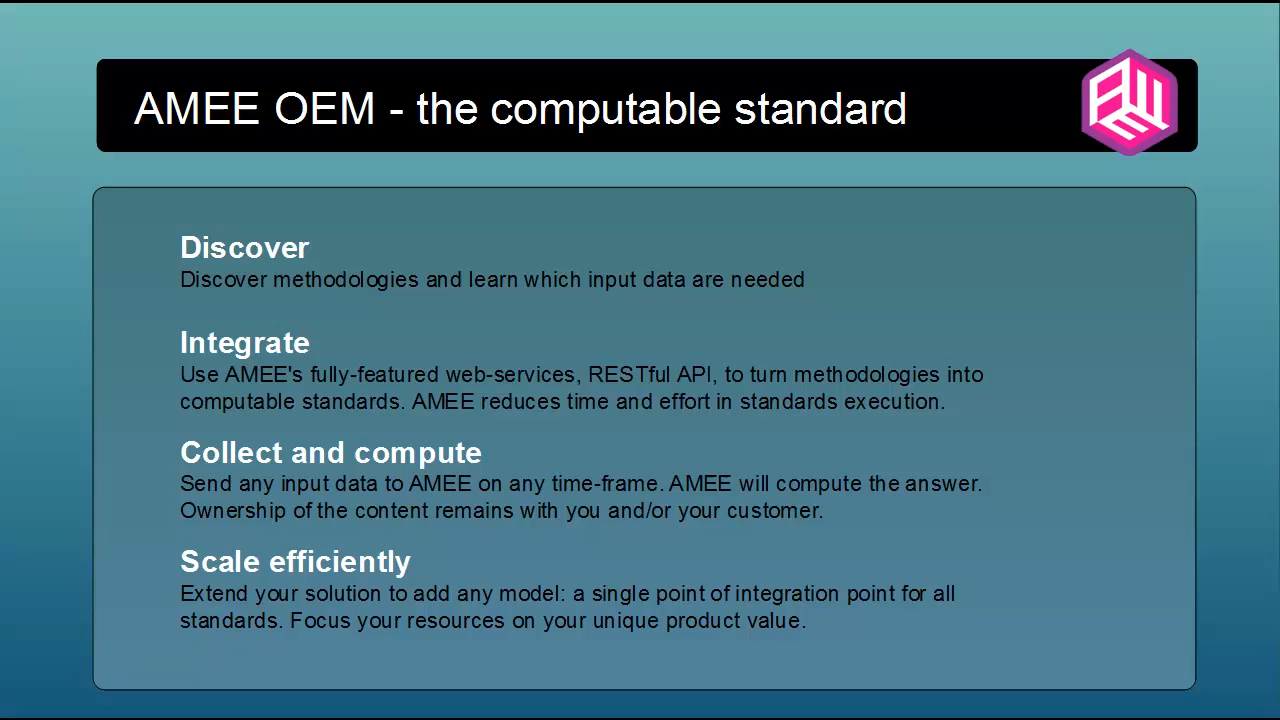 AMEE OEM - the computable standard
Discover
Discover methodologies and learn which input data are needed
Integrate
Use AMEE's fully-featured web-services, RESTful API, to turn methodologies into
computable standards. AMEE reduces time and effort in standards execution.
Collect and compute
Send any input data to AMEE on any time-frame. AMEE will compute the answer.
Ownership of the content remains with you and/or your customer.
Scale efficiently
Extend your solution to add any model: a single point of integration point for all
standards. Focus your resources on your unique product value.